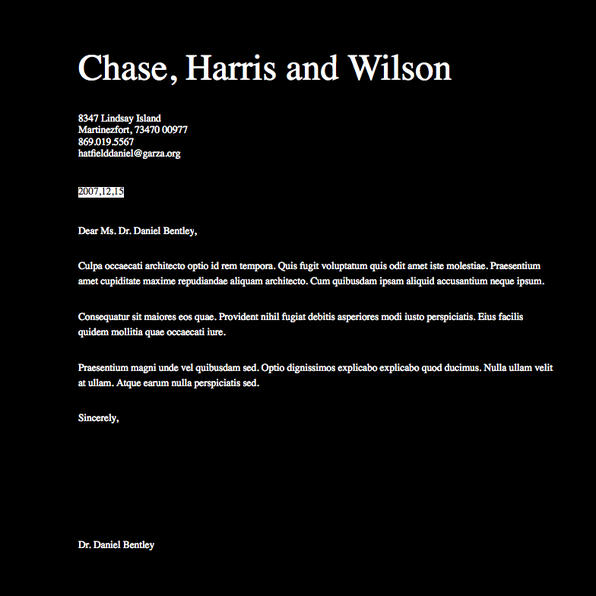 Chase, Harris and Wilson
8347 Lindsay Island
Martinezfort, 73470 00977
869.019.5567
hatfielddaniel@garza.org
2007,12,15
Dear Ms. Dr. Daniel Bentley,
Culpa occaecati architecto optio id rem tempora. Quis fugit voluptatum quis odit amet iste molestiae. Praesentium
amet cupiditate maxime repudiandae aliquam architecto. Cum quibusdam ipsam aliquid accusantium neque ipsum.
Consequatur sit maiores eos quae. Provident nihil fugiat debitis asperiores modi iusto perspiciatis. Eius facilis
quidem mollitia quae occaecati iure.
Praesentium magni unde vel quibusdam sed. Optio dignissimos explicabo explicabo quod ducimus. Nulla ullam velit
at ullam. Atque earum nulla perspiciatis sed.
Sincerely,
Dr. Daniel Bentley